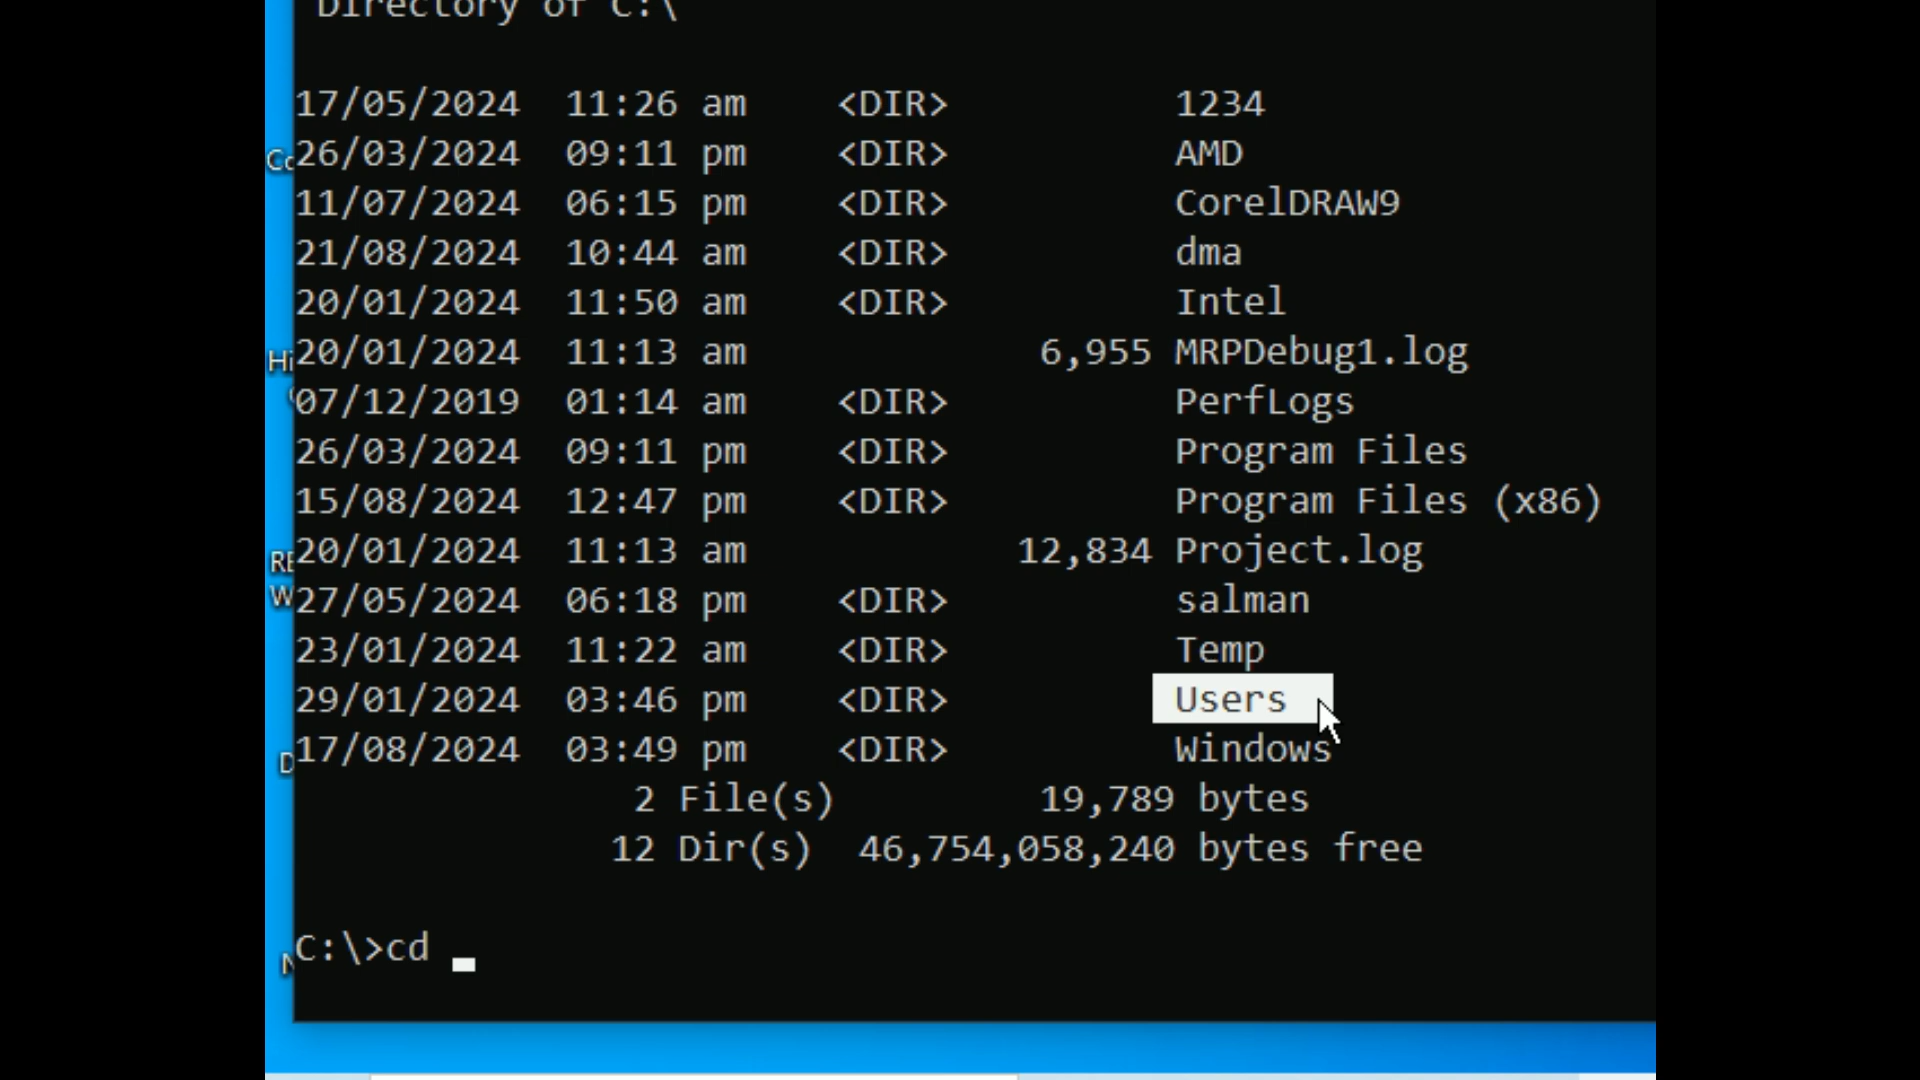 Directory of C:\
17/05/2024  11:26 am    <DIR>          1234
26/03/2024  09:11 pm    <DIR>          AMD
11/07/2024  06:15 pm    <DIR>          CorelDRAW9
21/08/2024  10:44 am    <DIR>          dma
20/01/2024  11:50 am    <DIR>          Intel
20/01/2024  11:13 am             6,955 MRPDebug1.log
07/12/2019  01:14 am    <DIR>          PerfLogs
26/03/2024  09:11 pm    <DIR>          Program Files
15/08/2024  12:47 pm    <DIR>          Program Files (x86)
20/01/2024  11:13 am            12,834 Project.log
27/05/2024  06:18 pm    <DIR>          salman
23/01/2024  11:22 am    <DIR>          Temp
29/01/2024  03:46 pm    <DIR>          Users
17/08/2024  03:49 pm    <DIR>          Windows
2 File(s)         19,789 bytes
12 Dir(s)  46,754,058,240 bytes free
C:\>cd